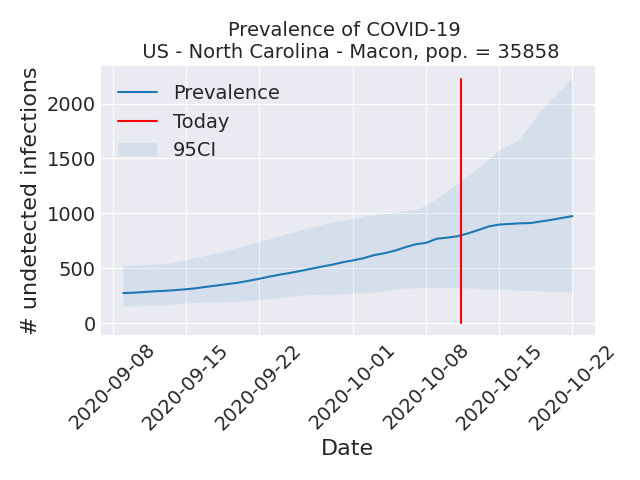 Prevalence of COVID-19
US - North Carolina - Macon, pop. = 35858
# undetected infections
2000
1500
1000
500
0
Prevalence
Today
95CI
2020-09-08
2020-09-15
2020-09-22
2020-10-01
2020-10-08
2020-10-15
2020-10-22
Date